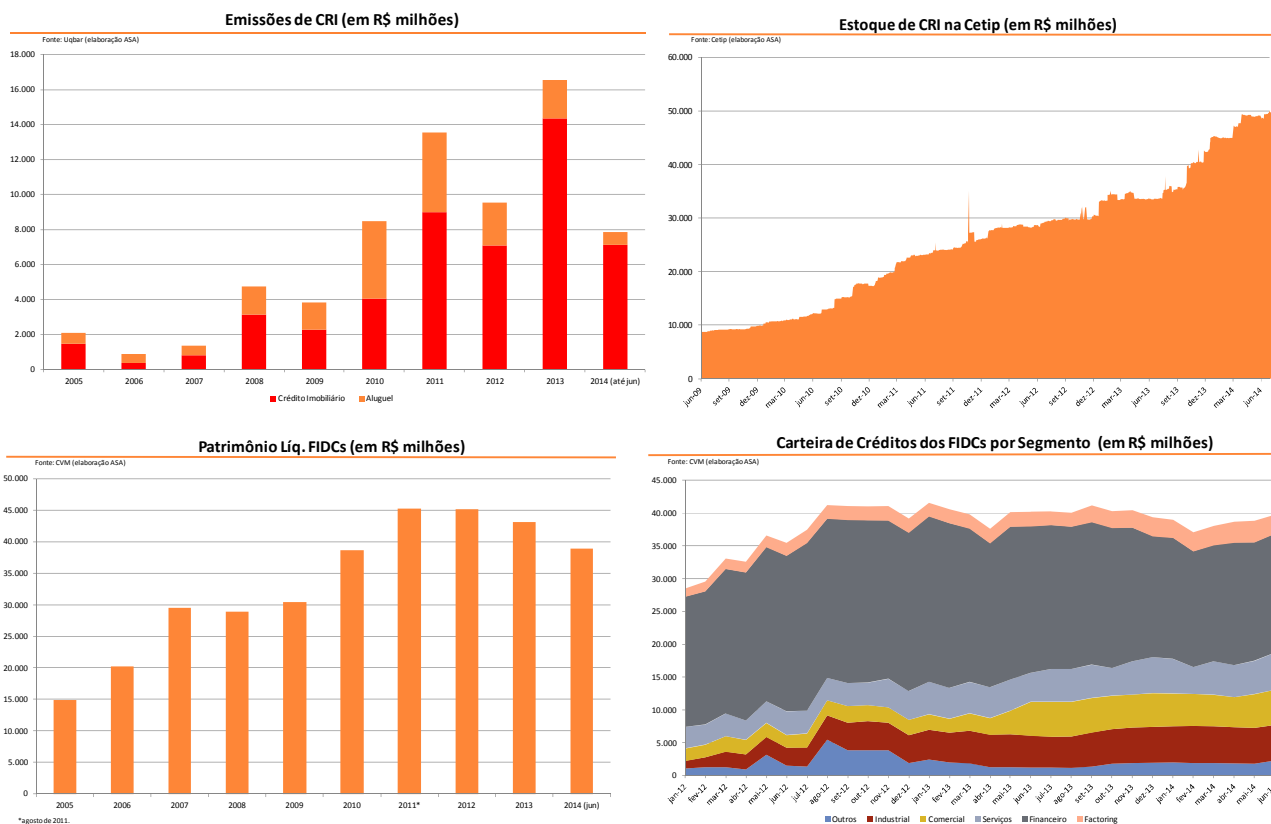 Emissões de CRI (em R$ milhões)
Fonte: Uqbar (elaboração ASA)
18.000
16.000
14.000
12.000
10.000
8.000
6.000
4.000
2.000
0
2005 2006 2007 2008 2009 2010 2011 2012 2013 2014 (até jun)
Crédito Imobiliário Aluguel
Estoque de CRI na Cetip (em R$ milhões)
Fonte: Cetip (elaboração ASA)
60.000
50.000
40.000
30.000
20.000
10.000
0
jun-09 set-09 dez-09 mar-10 jun-10 set-10 dez-10 mar-11 jun-11 set-11 dez-11 mar-12 jun-12 set-12 dez-12 mar-13 jun-13 set-13 dez-13 mar-14 jun-14
Patrimônio Líq. FIDCs (em R$ milhões)
Fonte: CVM (elaboração ASA)
50.000
45.000
40.000
35.000
30.000
25.000
20.000
15.000
10.000
5.000
0
2005 2006 2007 2008 2009 2010 2011* 2012 2013 2014 (jun)
*agosto de 2011.
Carteira de Créditos dos FIDCs por Segmento (em R$ milhões)
Fonte: CVM (elaboração ASA)
45.000
40.000
35.000
30.000
25.000
20.000
15.000
10.000
5.000
0
jan-12 fev-12 mar-12 abr-12 mai-12 jun-12 jul-12 ago-12 set-12 out-12 nov-12 dez-12 jan-13 fev-13 mar-13 abr-13 mai-13 jun-13 jul-13 ago-13 set-13 out-13 nov-13 dez-13 jan-14 fev-14 mar-14 abr-14 mai-14
Outros Industrial Comercial Serviços Financeiro Factoring